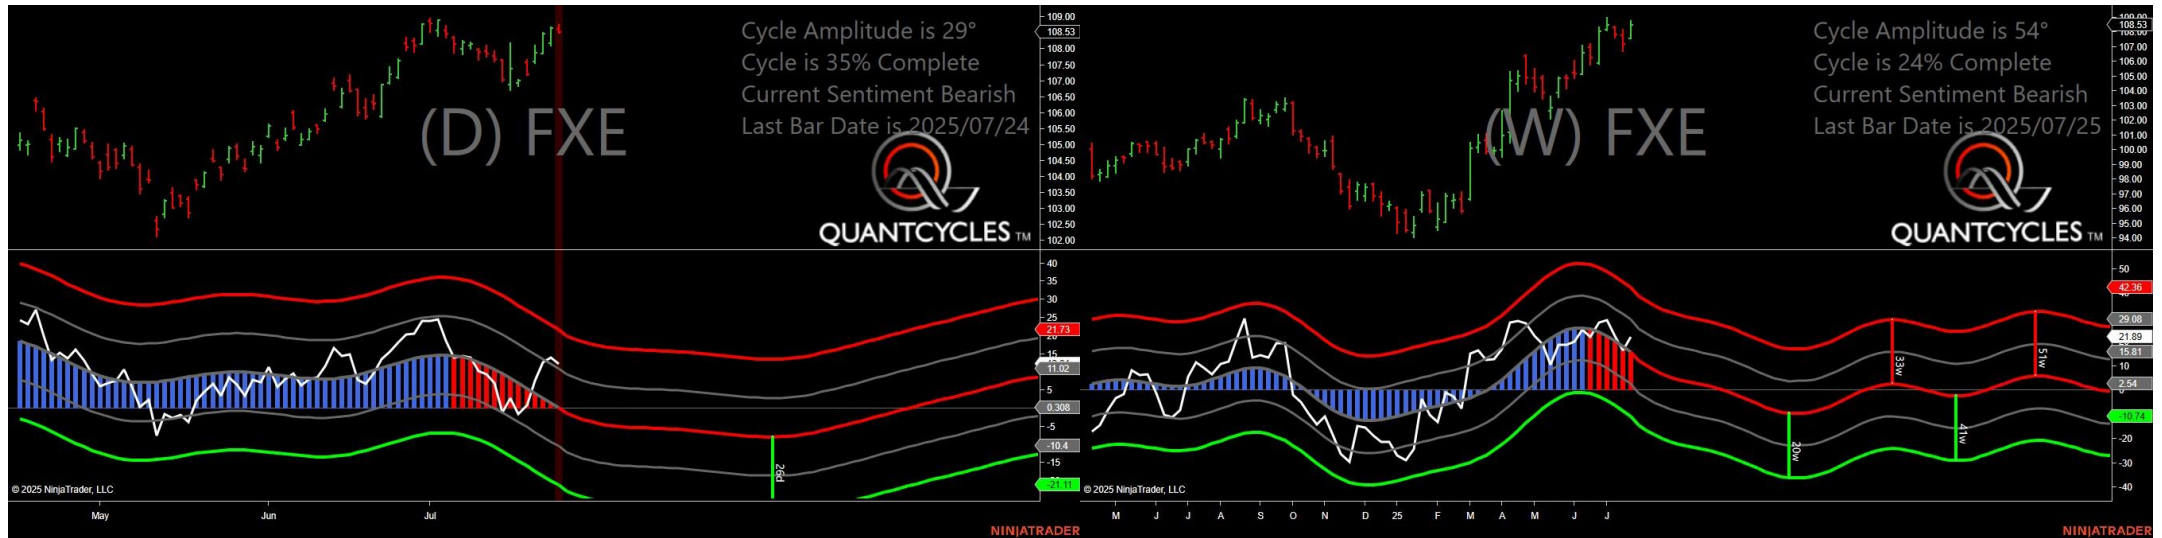 Cycle Amplitude is 29°
Cycle is 35% Complete
Current Sentiment Bearish
Last Bar Date is 2025/07/24
(D) FXE
QUANTCYCLES TM
109.00
108.53
108.00
107.50
107.00
106.50
106.00
105.50
105.00
104.50
104.00
103.50
103.00
102.50
102.00
40
35
30
25
21.73
15
11.02
5
0.308
-5
-10.4
-15
-21.11
26d
© 2025 NinjaTrader, LLC
May
Jun
Jul
NINJATRADER
Cycle Amplitude is 54°
Cycle is 24% Complete
Current Sentiment Bearish
Last Bar Date is 2025/07/25
(W) FXE
QUANTCYCLES TM
109.00
108.53
108.00
107.00
106.00
105.00
104.00
103.00
102.00
101.00
100.00
99.00
98.00
97.00
96.00
95.00
94.00
50
42.36
29.08
21.89
15.81
10
2.54
-10.74
-20
-30
-40
20w
33w
41w
51w
© 2025 NinjaTrader, LLC
M
J
J
A
S
O
N
D
25
F
M
A
M
J
J
NINJATRADER